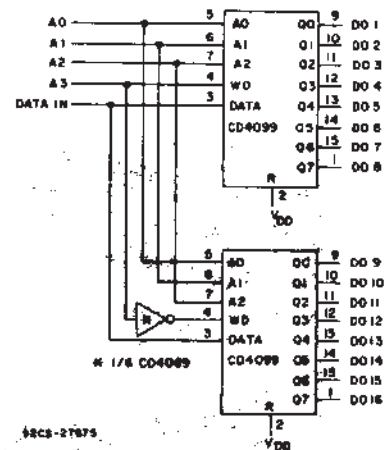 A0 5 A0 Q0 9 DO 1
A1 6 A1 Q1 10 DO 2
A2 7 A2 Q2 11 DO 3
A3 4 WD Q3 12 DO 4
DATA IN 3 DATA Q4 13 DO 5
CD4099 Q5 14 DO 6
Q6 15 DO 7
Q7 1 DO 8
R
2
VDD
5 A0 Q0 9 DO 9
6 A1 Q1 10 DO 10
7 A2 Q2 11 DO 11
* 4 WD Q3 12 DO 12
3 DATA Q4 13 DO 13
* 1/6 CD4069 CD4099 Q5 14 DO 14
Q6 15 DO 15
Q7 1 DO 16
R
2
VDD
92CS-27675